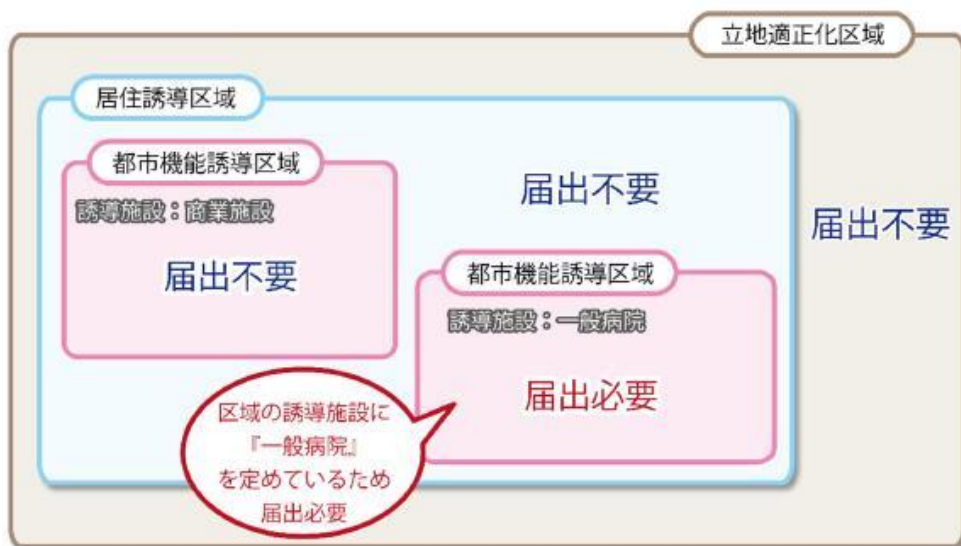 立地適正化区域
居住誘導区域
都市機能誘導区域
誘導施設：商業施設
届出不要
届出不要
届出不要
都市機能誘導区域
誘導施設：一般病院
届出必要
区域の誘導施設に
『一般病院』
を定めているため
届出必要